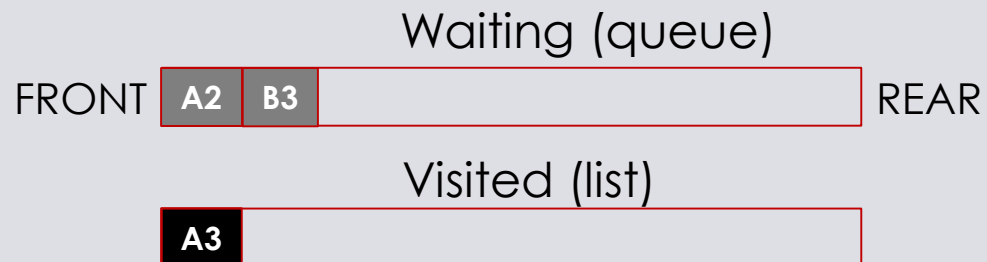 Waiting (queue)
FRONT A2 B3 REAR
Visited (list)
A3